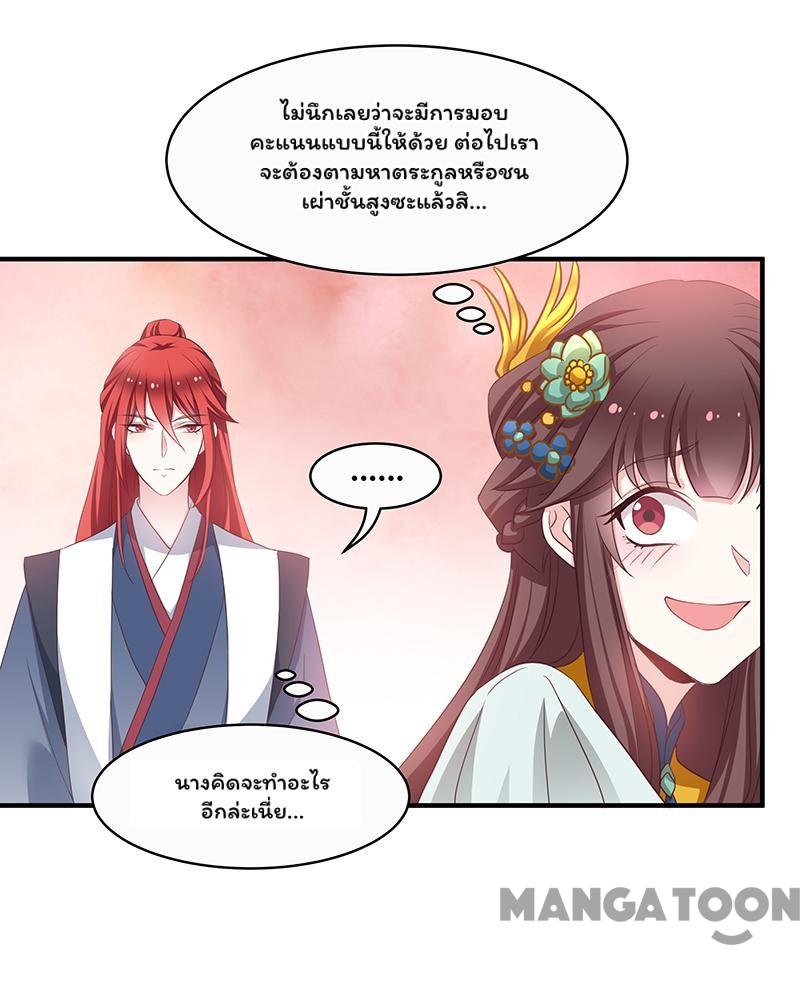 ไม่นึกเลยว่าจะมีการมอบ
คะแนนแบบนี้ให้ด้วย ต่อไปเรา
จะต้องตามหาตระกูลหรือชน
เผ่าชั้นสูงซะแล้วสิ...
......
นางคิดจะทำอะไร
อีกล่ะเนี่ย...
MANGATOON